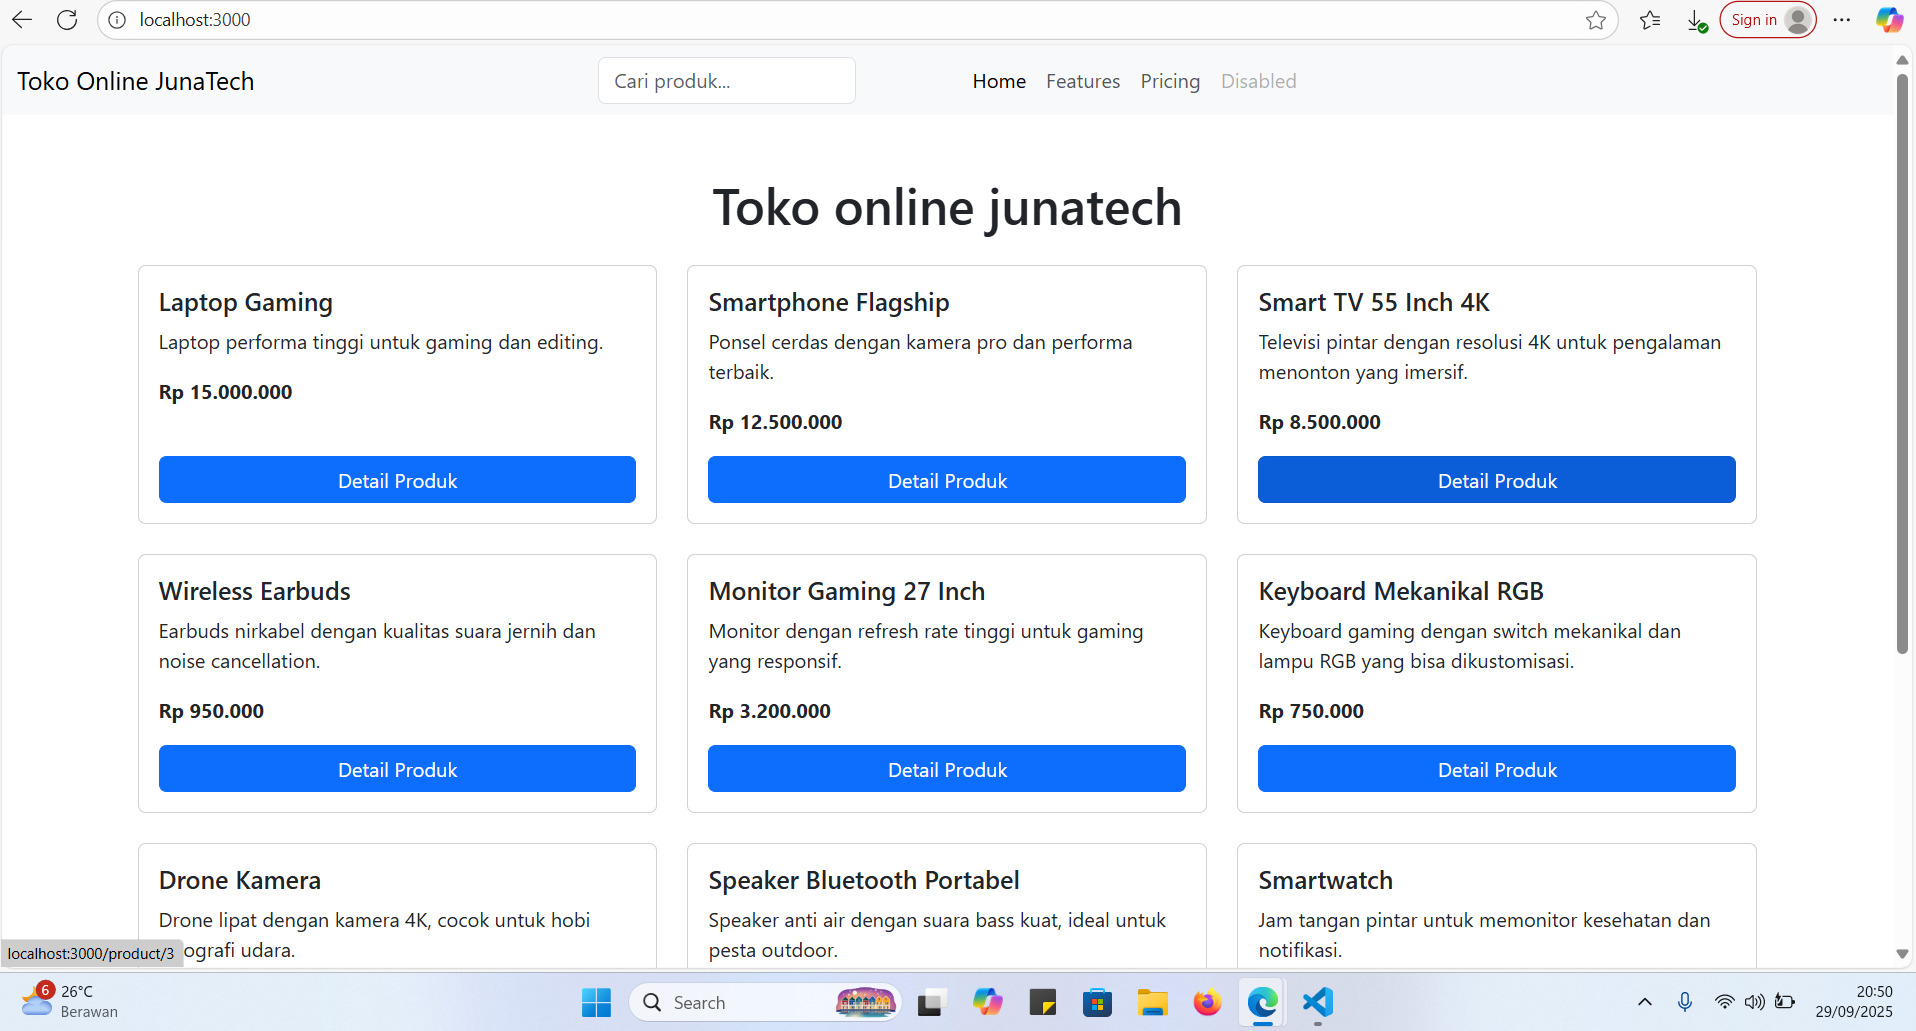 localhost:3000
Sign in
Toko Online JunaTech
Cari produk...
Home Features Pricing Disabled
Toko online junatech
Laptop Gaming
Laptop performa tinggi untuk gaming dan editing.
Rp 15.000.000
Detail Produk
Smartphone Flagship
Ponsel cerdas dengan kamera pro dan performa
terbaik.
Rp 12.500.000
Detail Produk
Smart TV 55 Inch 4K
Televisi pintar dengan resolusi 4K untuk pengalaman
menonton yang imersif.
Rp 8.500.000
Detail Produk
Wireless Earbuds
Earbuds nirkabel dengan kualitas suara jernih dan
noise cancellation.
Rp 950.000
Detail Produk
Monitor Gaming 27 Inch
Monitor dengan refresh rate tinggi untuk gaming
yang responsif.
Rp 3.200.000
Detail Produk
Keyboard Mekanikal RGB
Keyboard gaming dengan switch mekanikal dan
lampu RGB yang bisa dikustomisasi.
Rp 750.000
Detail Produk
Drone Kamera
Drone lipat dengan kamera 4K, cocok untuk hobi
ografi udara.
Speaker Bluetooth Portabel
Speaker anti air dengan suara bass kuat, ideal untuk
pesta outdoor.
Smartwatch
Jam tangan pintar untuk memonitor kesehatan dan
notifikasi.
localhost:3000/product/3
6
26°C
Berawan
Search
20:50
29/09/2025